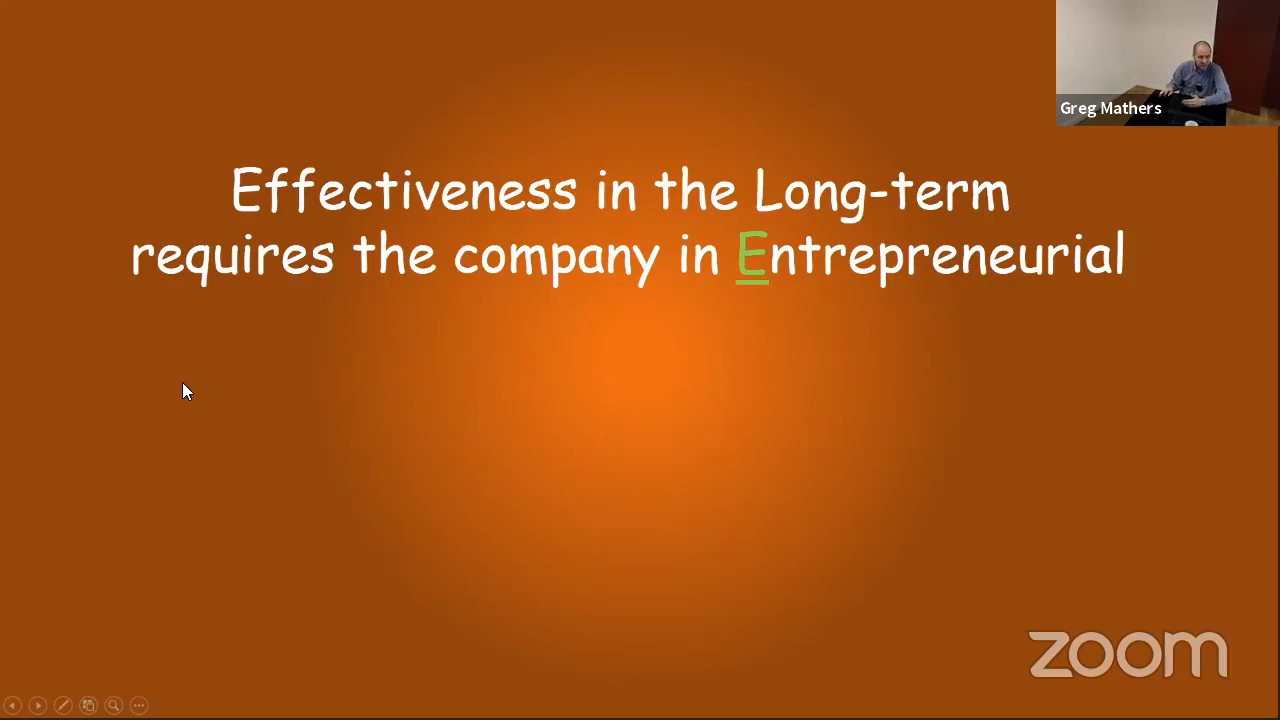 Greg Mathers
Effectiveness in the Long-term
requires the company in Entrepreneurial
zoom